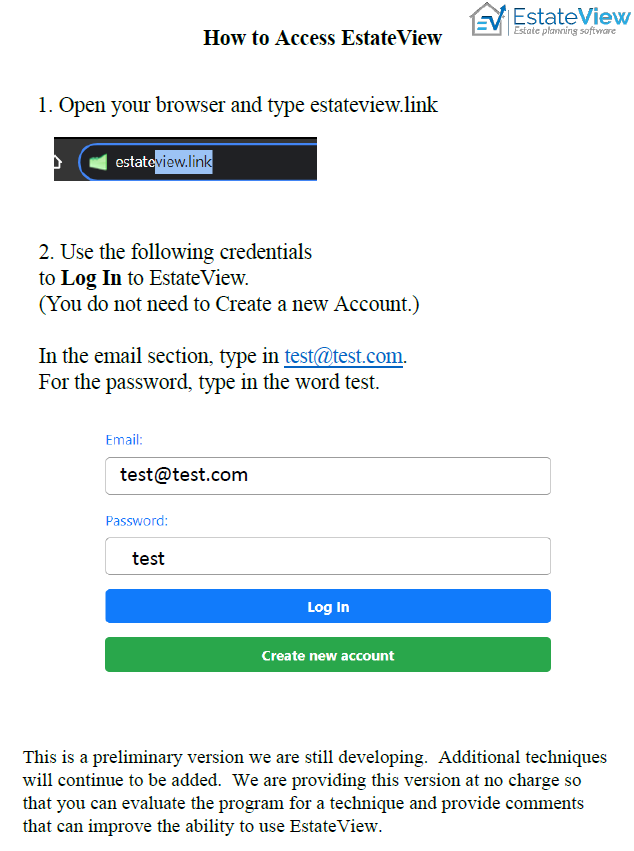 EstateView
Estate planning software
How to Access EstateView
1. Open your browser and type estateview.link
estateview.link
2. Use the following credentials
to Log In to EstateView.
(You do not need to Create a new Account.)
In the email section, type in test@test.com.
For the password, type in the word test.
Email:
test@test.com
Password:
test
Log In
Create new account
This is a preliminary version we are still developing.  Additional techniques
will continue to be added.  We are providing this version at no charge so
that you can evaluate the program for a technique and provide comments
that can improve the ability to use EstateView.